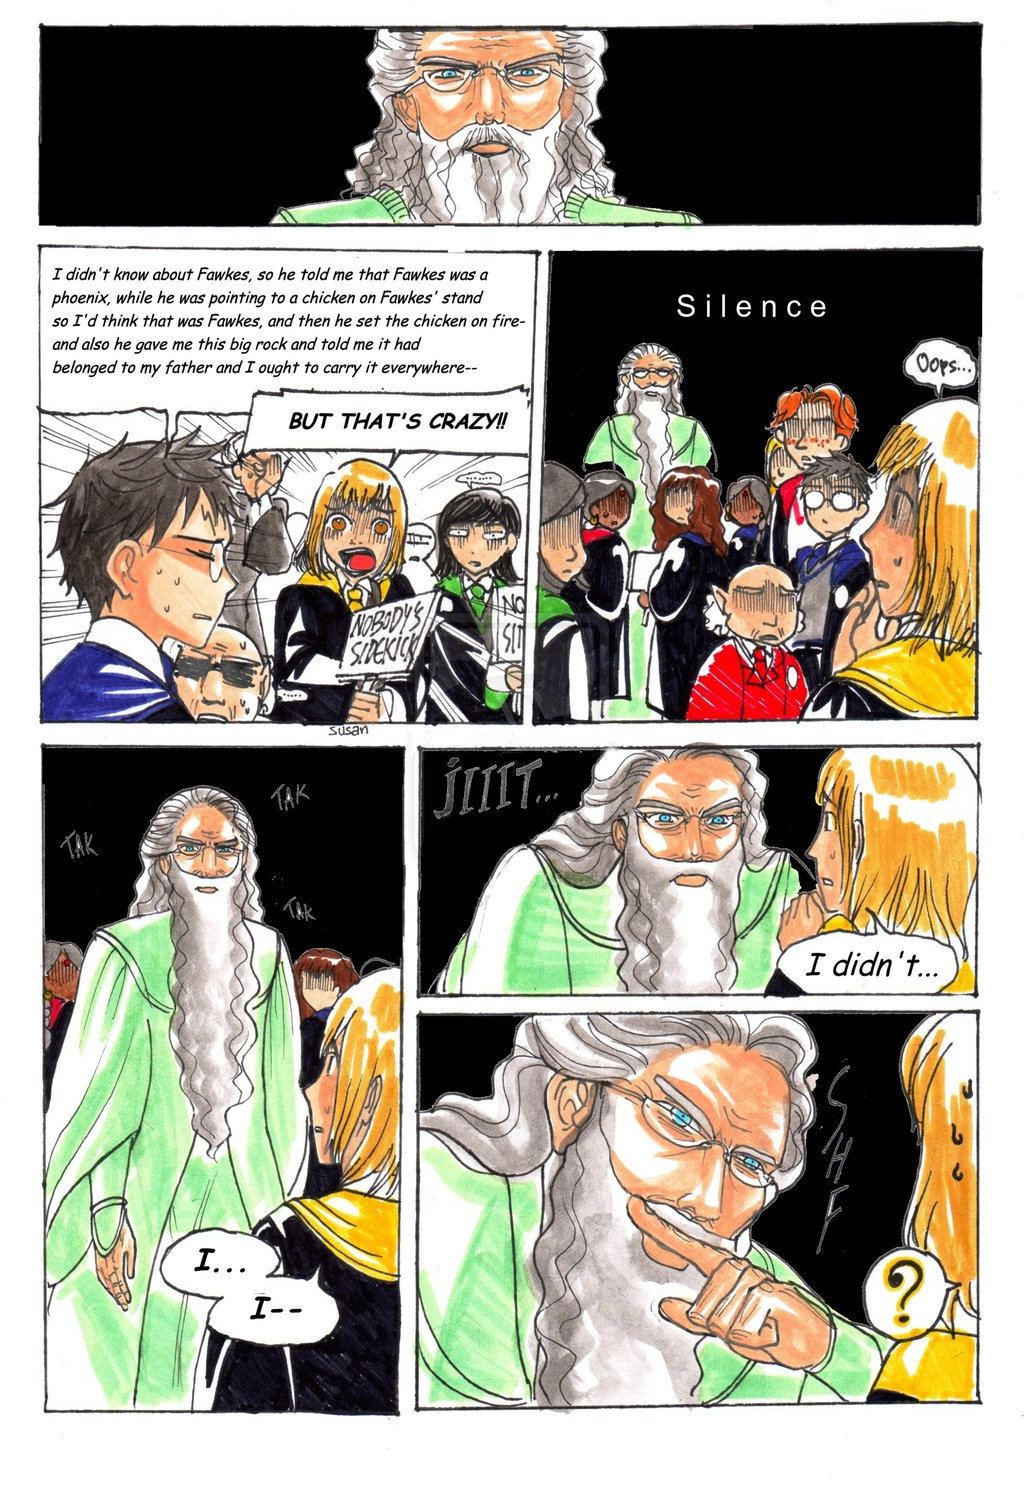 I didn't know about Fawkes, so he told me that Fawkes was a
phoenix, while he was pointing to a chicken on Fawkes' stand
so I'd think that was Fawkes, and then he set the chicken on fire-
and also he gave me this big rock and told me it had
belonged to my father and I ought to carry it everywhere--
BUT THAT'S CRAZY!!
.......
NOBODY'S
SIDEKICK
NO
SID
......
Susan
Silence
Oops...
TAK
TAK
TAK
I...
I--
JIIIT...
I didn't...
SHF
?